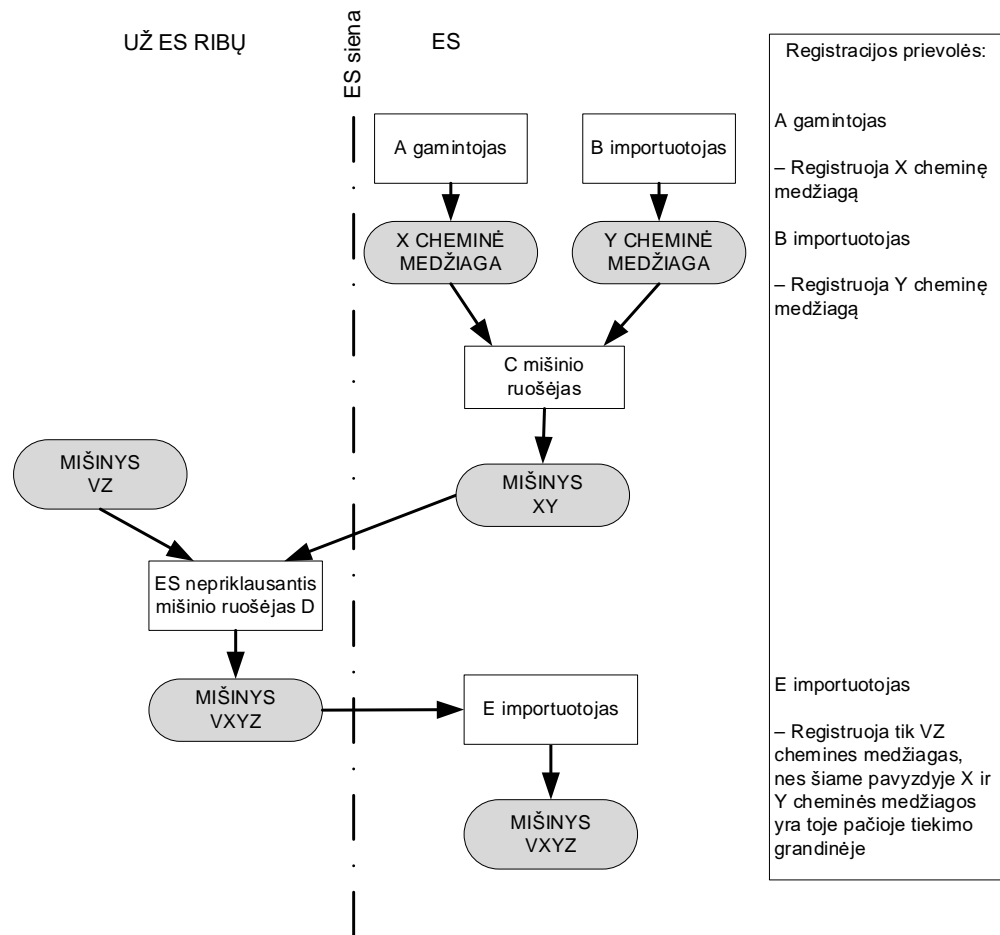 UŽ ES RIBŲ
ES siena
ES
A gamintojas
B importuotojas
X CHEMINĖ
MEDŽIAGA
Y CHEMINĖ
MEDŽIAGA
C mišinio
ruošėjas
MIŠINYS
VZ
MIŠINYS
XY
ES nepriklausantis
mišinio ruošėjas D
MIŠINYS
VXYZ
E importuotojas
MIŠINYS
VXYZ
Registracijos prievolės:
A gamintojas
– Registruoja X cheminę
medžiagą
B importuotojas
– Registruoja Y cheminę
medžiagą
E importuotojas
– Registruoja tik VZ
chemines medžiagas,
nes šiame pavyzdyje X ir
Y cheminės medžiagos
yra toje pačioje tiekimo
grandinėje